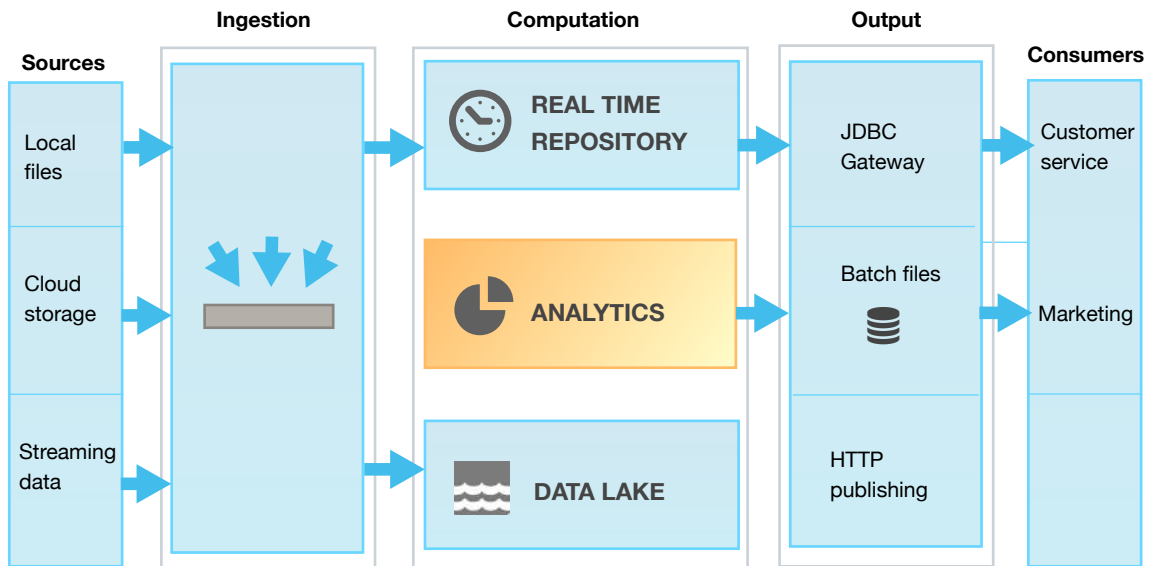 Ingestion
Computation
Output
Sources
Consumers
Local
files
Cloud
storage
Streaming
data
REAL TIME
REPOSITORY
ANALYTICS
DATA LAKE
JDBC
Gateway
Batch files
HTTP
publishing
Customer
service
Marketing